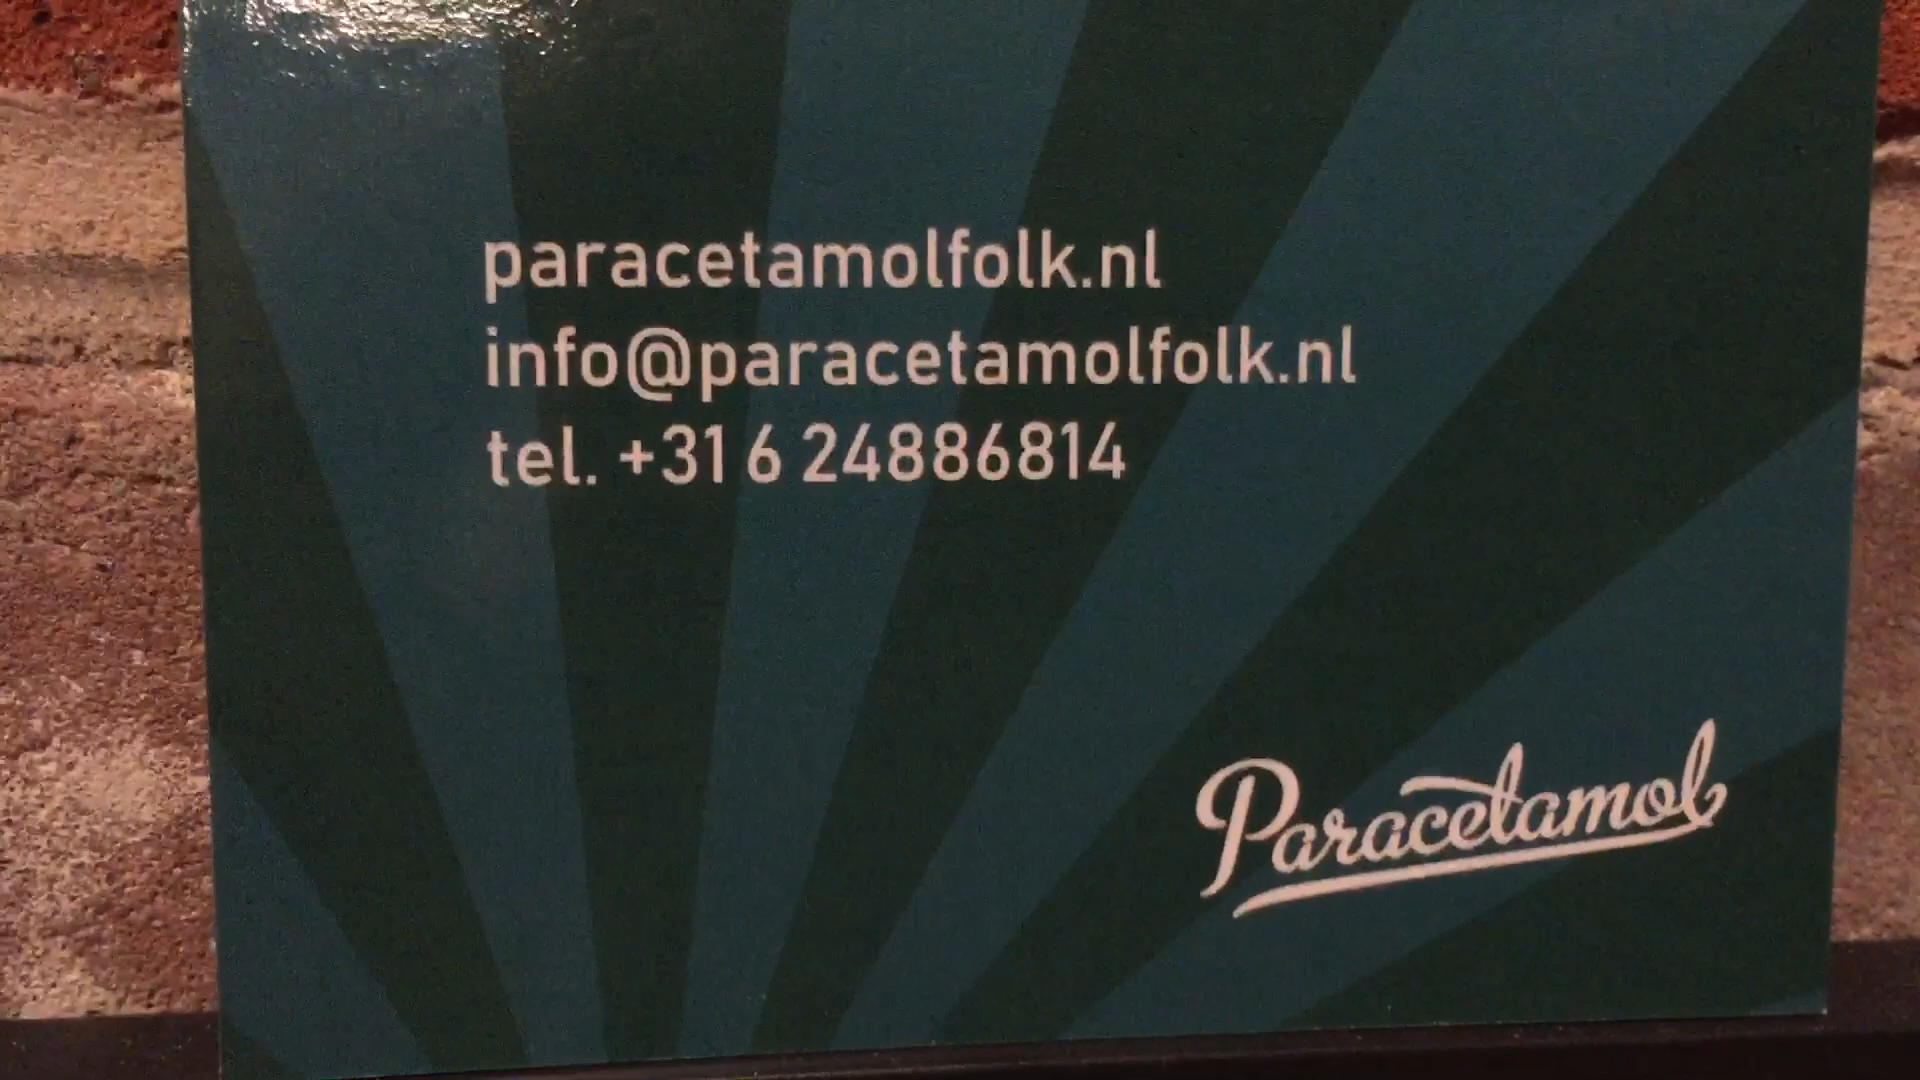 paracetamolfolk.nl
info@paracetamolfolk.nl
tel. +31 6 24886814
Paracetamol